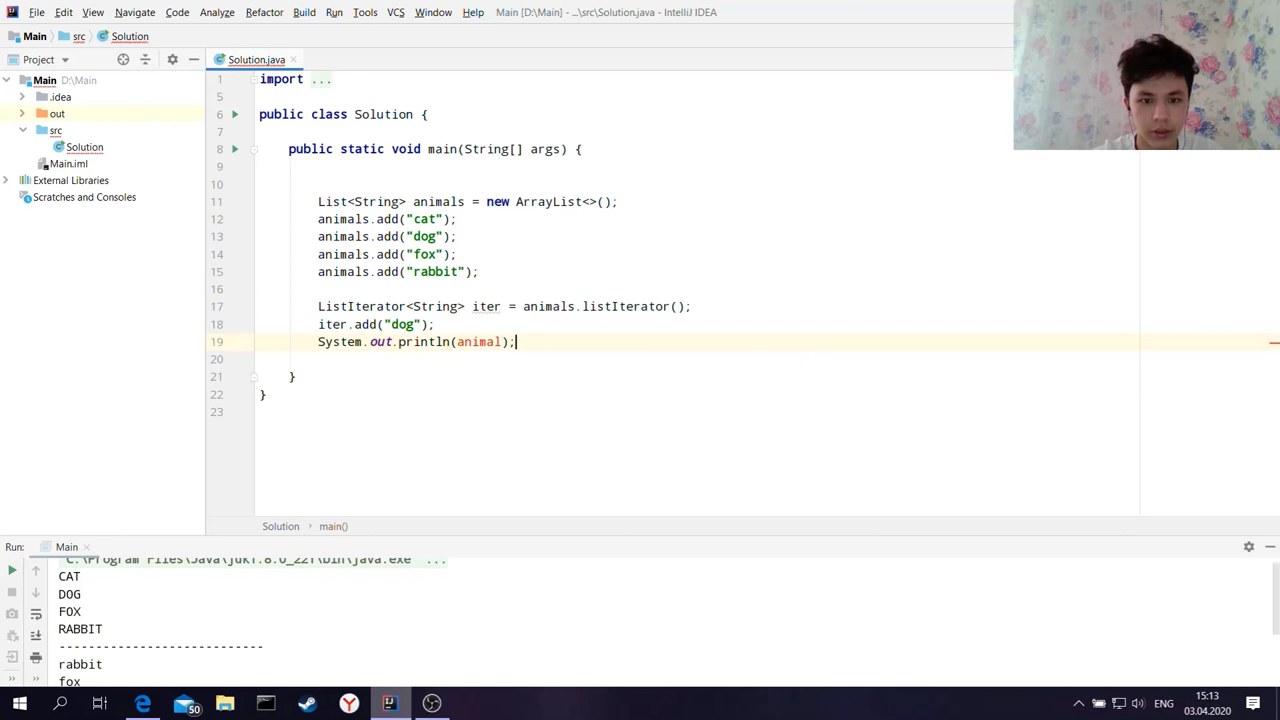 File Edit View Navigate Code Analyze Refactor Build Run Tools VCS Window Help Main [D:\Main] - ...\src\Solution.java - IntelliJ IDEA
Main src Solution
Project
Solution.java
Main D:\Main
.idea
out
src
Solution
Main.iml
External Libraries
Scratches and Consoles
1 import ...
5
6 public class Solution {
7
8 public static void main(String[] args) {
9
10
11 List<String> animals = new ArrayList<>();
12 animals.add("cat");
13 animals.add("dog");
14 animals.add("fox");
15 animals.add("rabbit");
16
17 ListIterator<String> iter = animals.listIterator();
18 iter.add("dog");
19 System.out.println(animal);
20
21 }
22 }
23
Solution main()
Run: Main
"C:\Program Files\Java\jdk1.8.0_221\bin\java.exe" ...
CAT
DOG
FOX
RABBIT
----------------------------
rabbit
fox
50
ENG
15:13
03.04.2020